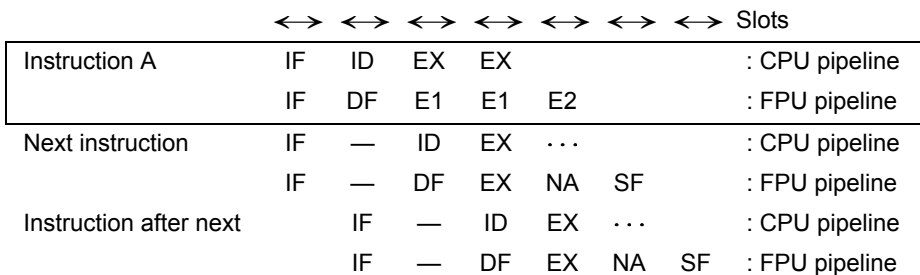 Slots
Instruction A IF ID EX EX : CPU pipeline
IF DF E1 E1 E2 : FPU pipeline
Next instruction IF — ID EX ··· : CPU pipeline
IF — DF EX NA SF : FPU pipeline
Instruction after next IF — ID EX ··· : CPU pipeline
IF — DF EX NA SF : FPU pipeline